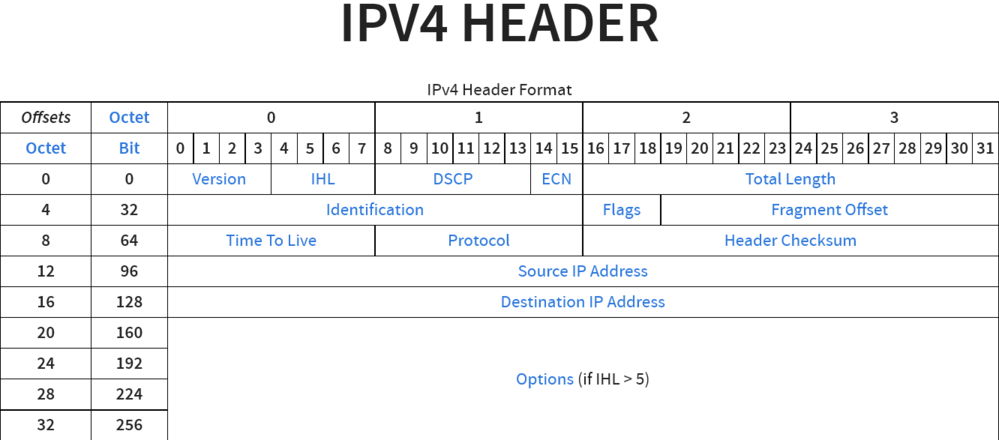 IPV4 HEADER
IPv4 Header Format
Offsets Octet 0 1 2 3
Octet Bit 0 1 2 3 4 5 6 7 8 9 10 11 12 13 14 15 16 17 18 19 20 21 22 23 24 25 26 27 28 29 30 31
0 0 Version IHL DSCP ECN Total Length
4 32 Identification Flags Fragment Offset
8 64 Time To Live Protocol Header Checksum
12 96 Source IP Address
16 128 Destination IP Address
20 160
24 192
Options (if IHL > 5)
28 224
32 256